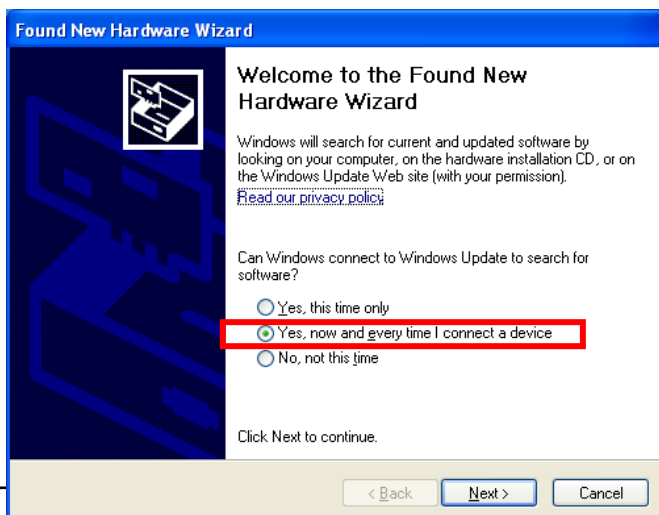 Found New Hardware Wizard
Welcome to the Found New
Hardware Wizard
Windows will search for current and updated software by
looking on your computer, on the hardware installation CD, or on
the Windows Update Web site (with your permission).
Read our privacy policy
Can Windows connect to Windows Update to search for
software?
Yes, this time only
Yes, now and every time I connect a device
No, not this time
Click Next to continue.
< Back Next > Cancel